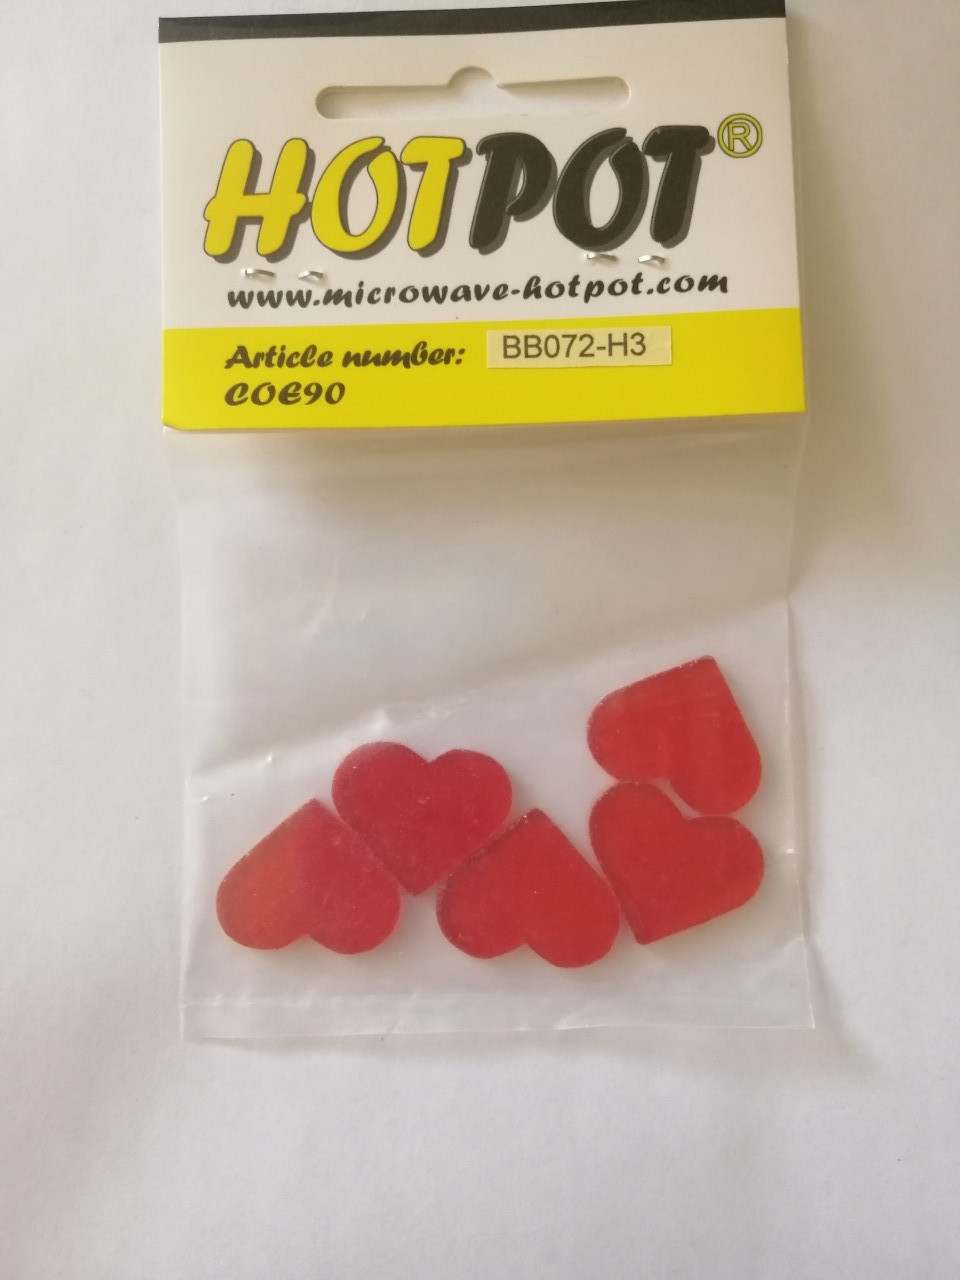 HOTPOT®
www.microwave-hotpot.com
Article number: BB072-H3
COE90